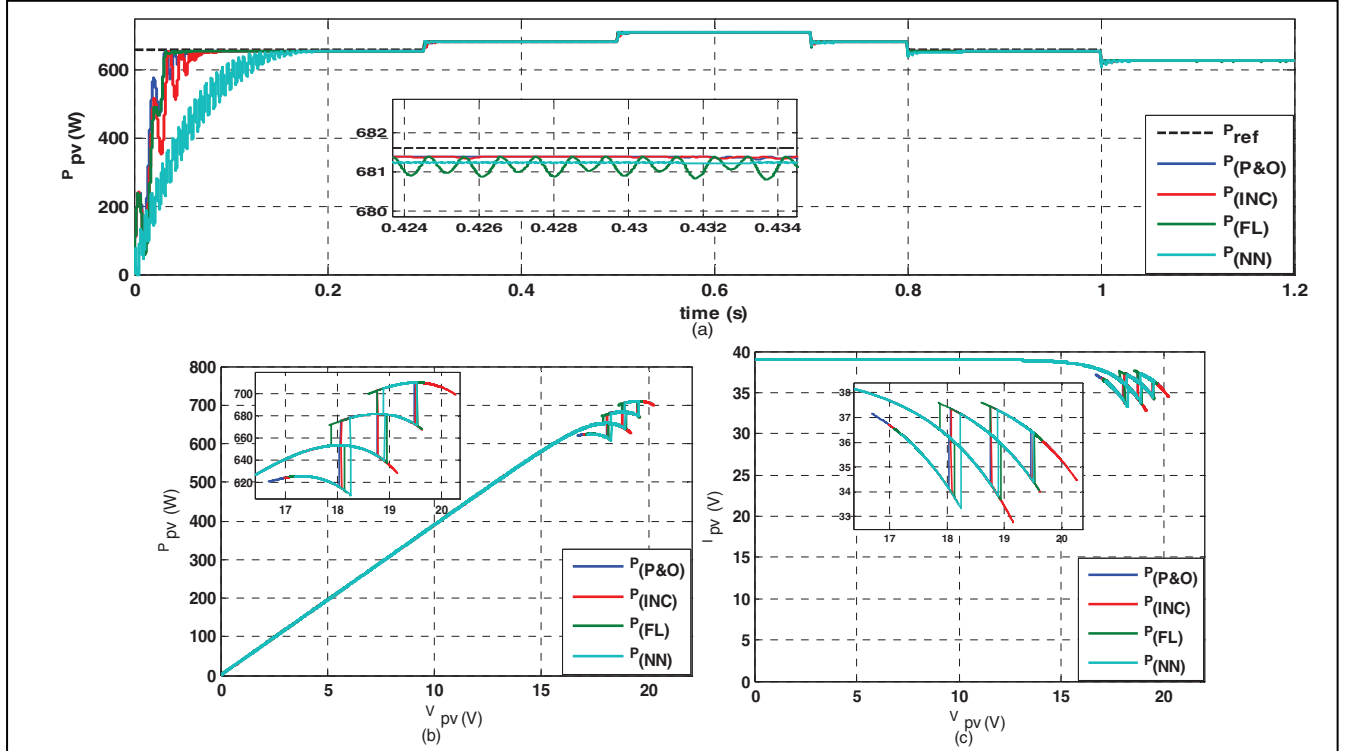 P pv (W)
600
400
200
0
682
681
680
0.424 0.426 0.428 0.43 0.432 0.434
P ref
P (P&O)
P (INC)
P (FL)
P (NN)
0 0.2 0.4 0.6 0.8 1 1.2
time (s)
(a)
P pv (W)
800
700
600
500
400
300
200
100
0
700
680
660
640
620
17 18 19 20
P (P&O)
P (INC)
P (FL)
P (NN)
0 5 10 15 20
V pv (V)
(b)
I pv (V)
40
35
30
25
20
15
10
5
0
38
37
36
35
34
33
17 18 19 20
P (P&O)
P (INC)
P (FL)
P (NN)
0 5 10 15 20
V pv (V)
(c)